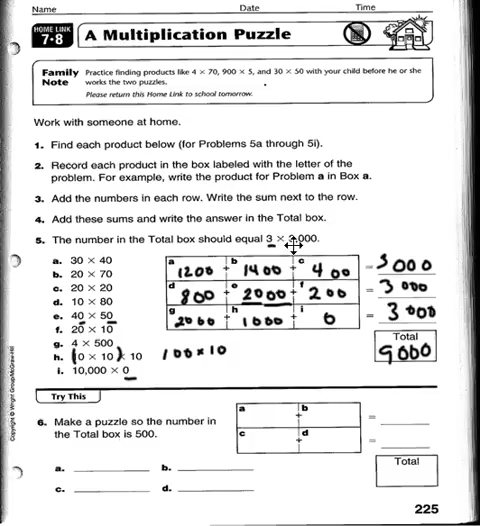 Name Date Time
HOME LINK
7•8
A Multiplication Puzzle
Family
Note
Practice finding products like 4 × 70, 900 × 5, and 30 × 50 with your child before he or she
works the two puzzles.
Please return this Home Link to school tomorrow.
Work with someone at home.
1. Find each product below (for Problems 5a through 5i).
2. Record each product in the box labeled with the letter of the
problem. For example, write the product for Problem a in Box a.
3. Add the numbers in each row. Write the sum next to the row.
4. Add these sums and write the answer in the Total box.
5. The number in the Total box should equal 3 × 3,000.
a. 30 × 40
b. 20 × 70
c. 20 × 20
d. 10 × 80
e. 40 × 50
f. 20 × 10
g. 4 × 500
h. (10 × 10) × 10
i. 10,000 × 0
100 × 10
a b c
1200 + 1400 + 400 = 3000
d e f
800 + 2000 + 200 = 3000
g h i
2000 + 1000 + 0 = 3000
Total
9000
Try This
6. Make a puzzle so the number in
the Total box is 500.
a b
+ =
c d
+ =
Total
a. b.
c. d.
Copyright © Wright Group/McGraw-Hill
225